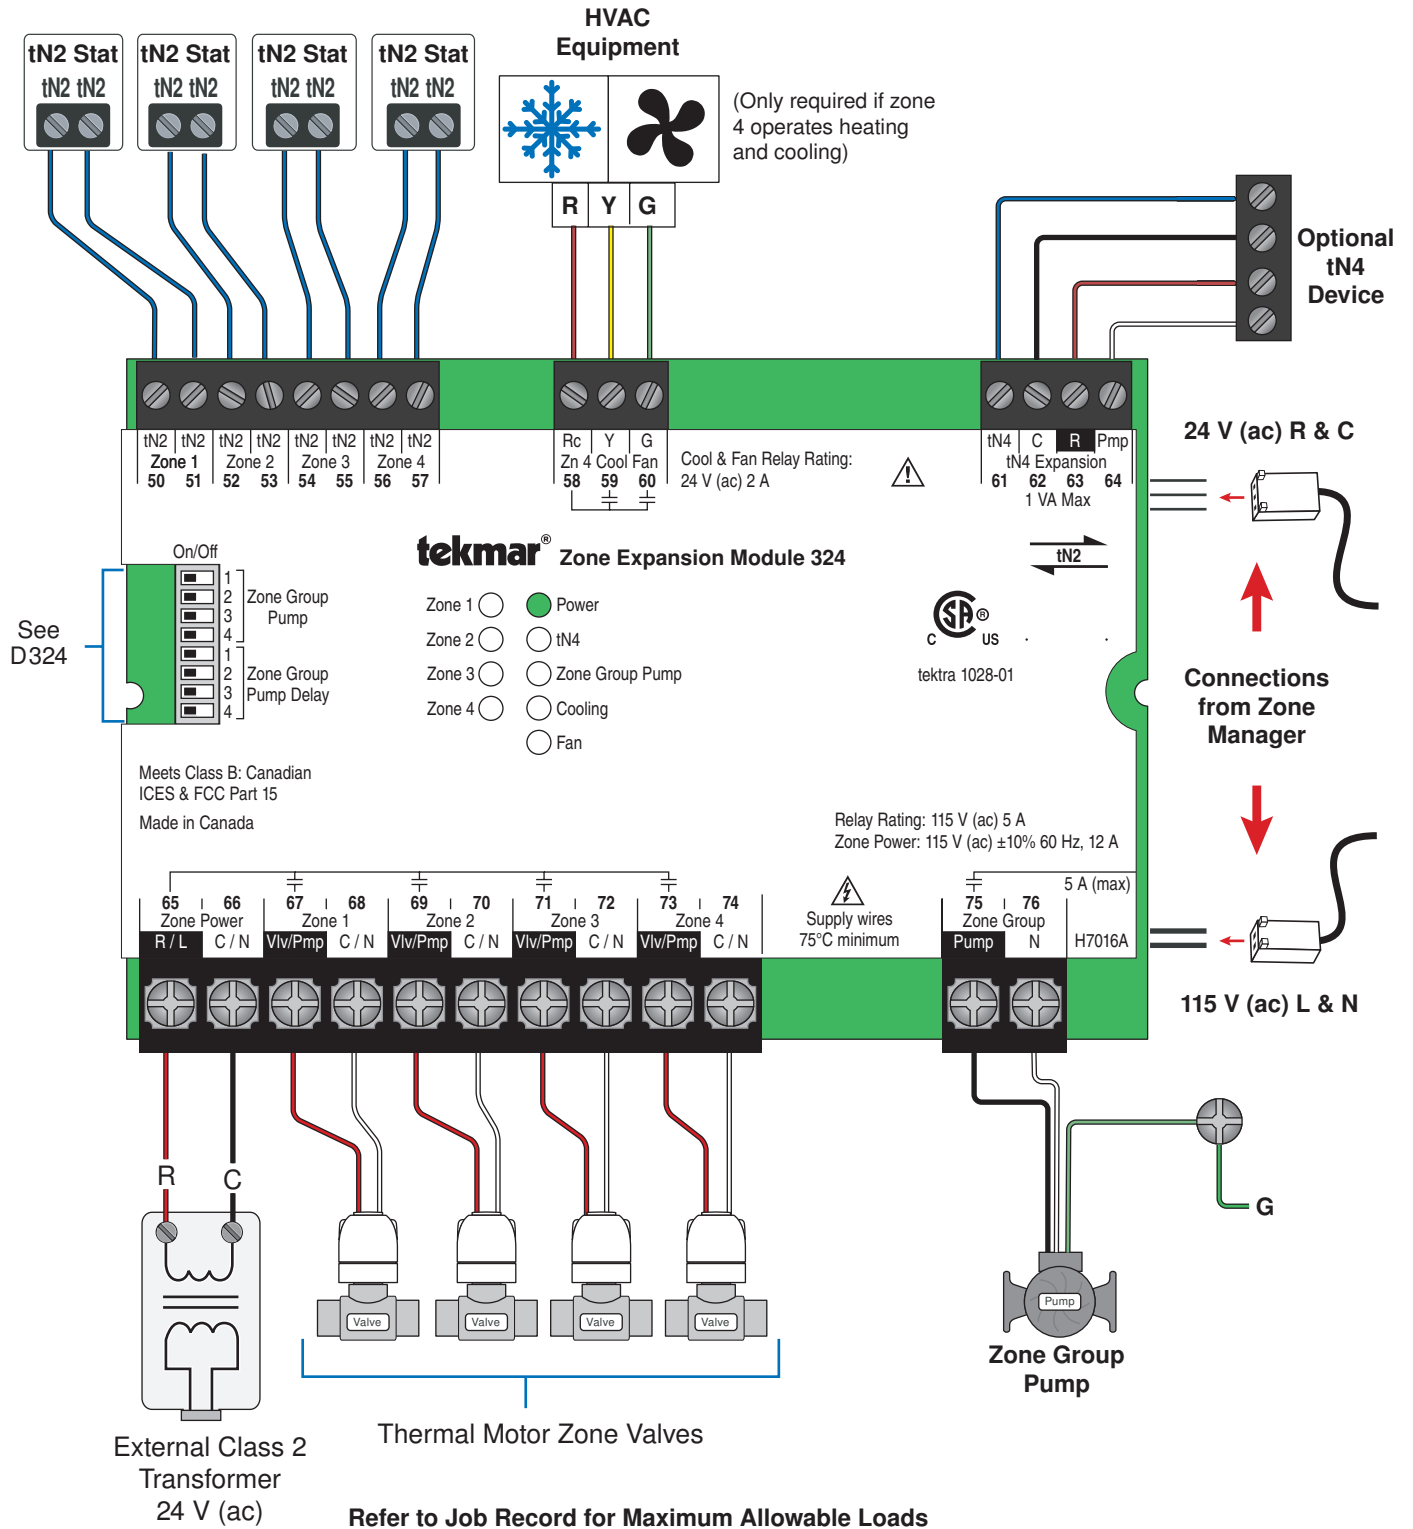 HVAC
Equipment
tN2 Stat
tN2 tN2
tN2 Stat
tN2 tN2
tN2 Stat
tN2 tN2
tN2 Stat
tN2 tN2
(Only required if zone
4 operates heating
and cooling)
R Y G
Optional
tN4
Device
tN2 tN2 tN2 tN2 tN2 tN2 tN2 tN2
Zone 1 Zone 2 Zone 3 Zone 4
50 51 52 53 54 55 56 57
Rc Y G
Zn 4 Cool Fan
58 59 60
Cool & Fan Relay Rating:
24 V (ac) 2 A
tN4 C R Pmp
tN4 Expansion
61 62 63 64
1 VA Max
24 V (ac) R & C
tekmar® Zone Expansion Module 324
tN2
On/Off
1
2
3
4
Zone Group
Pump
1
2
3
4
Zone Group
Pump Delay
See
D324
Zone 1
Zone 2
Zone 3
Zone 4
Power
tN4
Zone Group Pump
Cooling
Fan
CSA ®
C US
tektra 1028-01
Connections
from Zone
Manager
Meets Class B: Canadian
ICES & FCC Part 15
Made in Canada
Relay Rating: 115 V (ac) 5 A
Zone Power: 115 V (ac) ±10% 60 Hz, 12 A
65 66 67 68 69 70 71 72 73 74
Zone Power Zone 1 Zone 2 Zone 3 Zone 4
R / L C / N Vlv/Pmp C / N Vlv/Pmp C / N Vlv/Pmp C / N Vlv/Pmp C / N
Supply wires
75°C minimum
5 A (max)
75 76
Zone Group
Pump N H7016A
115 V (ac) L & N
R C
G
Valve
Valve
Valve
Valve
Pump
Zone Group
Pump
Thermal Motor Zone Valves
External Class 2
Transformer
24 V (ac)
Refer to Job Record for Maximum Allowable Loads